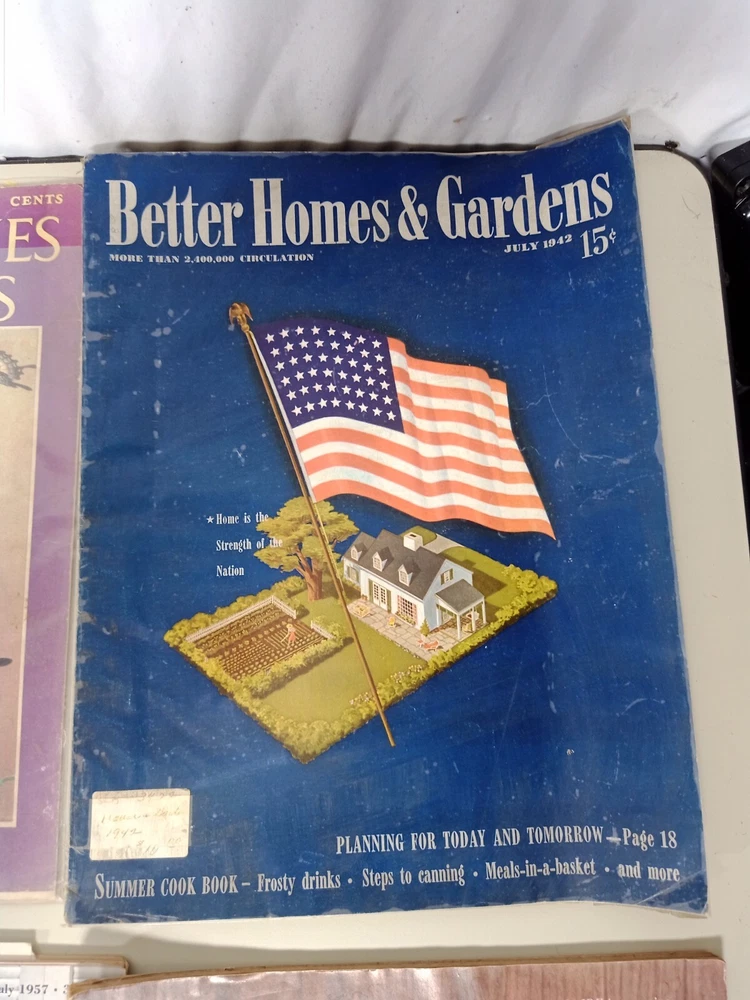 CENTS
ES
S
Better Homes & Gardens
MORE THAN 2,400,000 CIRCULATION
JULY 1942 15¢
★ Home is the
Strength of the
Nation
1942
PLANNING FOR TODAY AND TOMORROW—Page 18
SUMMER COOK BOOK – Frosty drinks • Steps to canning • Meals-in-a-basket • and more
uly 1957 •